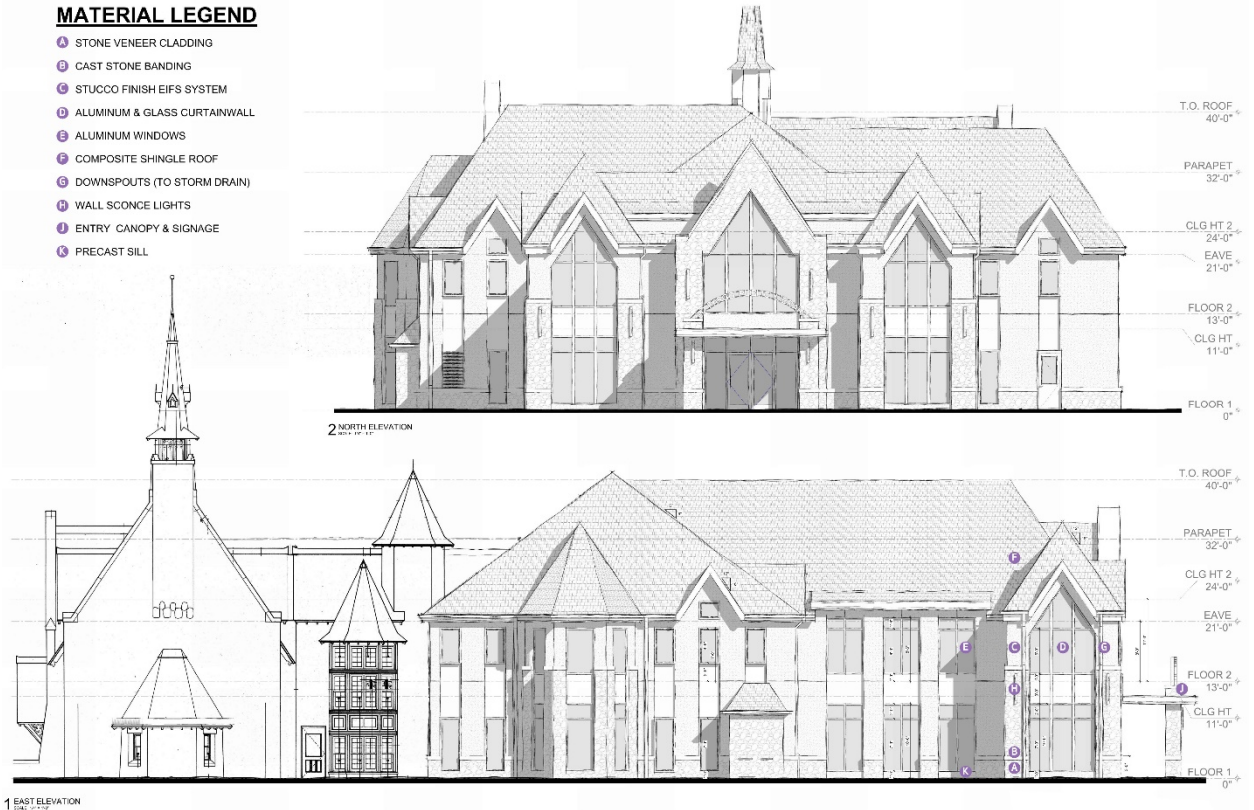 MATERIAL LEGEND
A STONE VENEER CLADDING
B CAST STONE BANDING
C STUCCO FINISH EIFS SYSTEM
D ALUMINUM & GLASS CURTAINWALL
E ALUMINUM WINDOWS
F COMPOSITE SHINGLE ROOF
G DOWNSPOUTS (TO STORM DRAIN)
H WALL SCONCE LIGHTS
J ENTRY CANOPY & SIGNAGE
K PRECAST SILL
T.O. ROOF
40'-0"
PARAPET
32'-0"
CLG HT 2
24'-0"
EAVE
21'-0"
FLOOR 2
13'-0"
CLG HT
11'-0"
FLOOR 1
0"
2 NORTH ELEVATION
T.O. ROOF
40'-0"
PARAPET
32'-0"
F
CLG HT 2
24'-0"
EAVE
21'-0"
E C D G
FLOOR 2
13'-0"
H J
CLG HT
11'-0"
B
A
K
FLOOR 1
0"
1 EAST ELEVATION